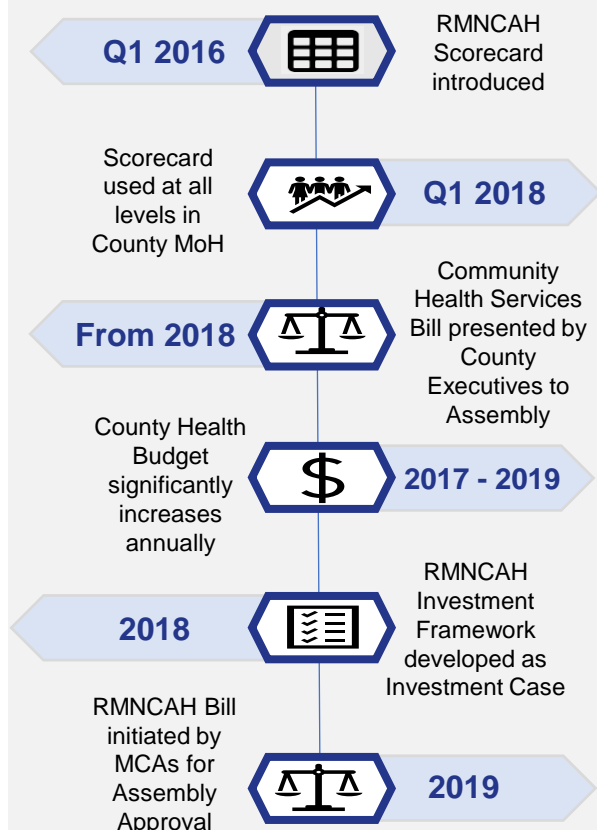 Q1 2016
RMNCAH
Scorecard
introduced
Scorecard
used at all
levels in
County MoH
Q1 2018
From 2018
Community
Health Services
Bill presented by
County
Executives to
Assembly
County Health
Budget
significantly
increases
annually
$
2017 - 2019
2018
RMNCAH
Investment
Framework
developed as
Investment Case
RMNCAH Bill
initiated by
MCAs for
Assembly
Approval
2019